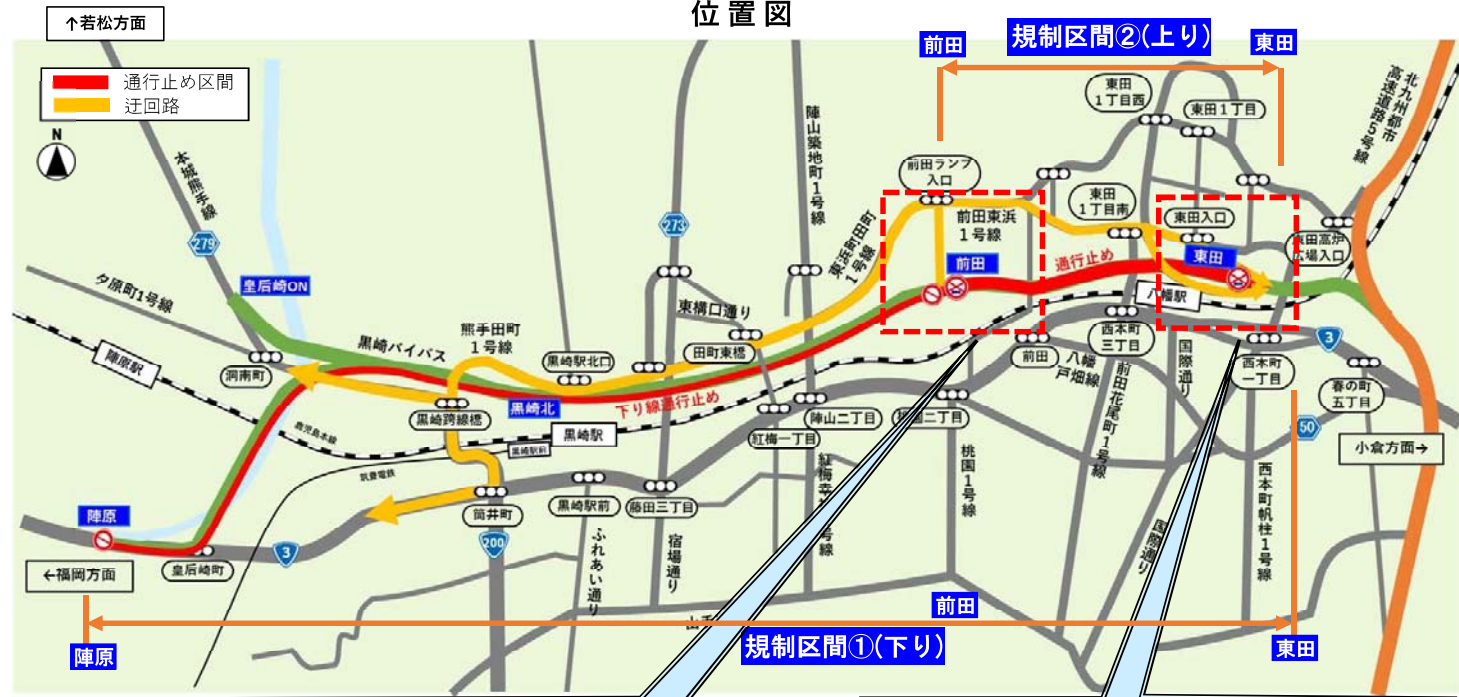 位置図
↑若松方面
通行止め区間
迂回路
N
前田
規制区間②(上り)
東田
東田
1丁目西
東田1丁目
北九州都市
高速道路5号線
本城熊手線
陣山築地町1号線
前田ランプ
入口
東田
1丁目南
前田東浜
1号線
東田入口
東田高炉
広場入口
279
273
東浜町田町
1号線
前田
通行止め
東田
八幡駅
夕原町1号線
皇后崎ON
東横口通り
熊手田町
1号線
黒崎駅北口
田町東橋
黒崎バイパス
陣原駅
洞南町
前田
八幡
戸畑線
西本町
三丁目
国際通り
西本町
一丁目
3
春の町
五丁目
黒崎北
下り線通行止め
黒崎跨線橋
鹿児島本線
黒崎駅
黒崎駅前
筑豊電鉄
紅梅一丁目
陣山二丁目
桃園二丁目
前田花尾町1号線
50
小倉方面→
陣原
筒井町
黒崎駅前
藤田三丁目
桃園1号線
西本町帆柱1号線
国際通り
3
200
皇后崎町
←福岡方面
ふれあい通り
宿場通り
前田
陣原
規制区間①(下り)
東田